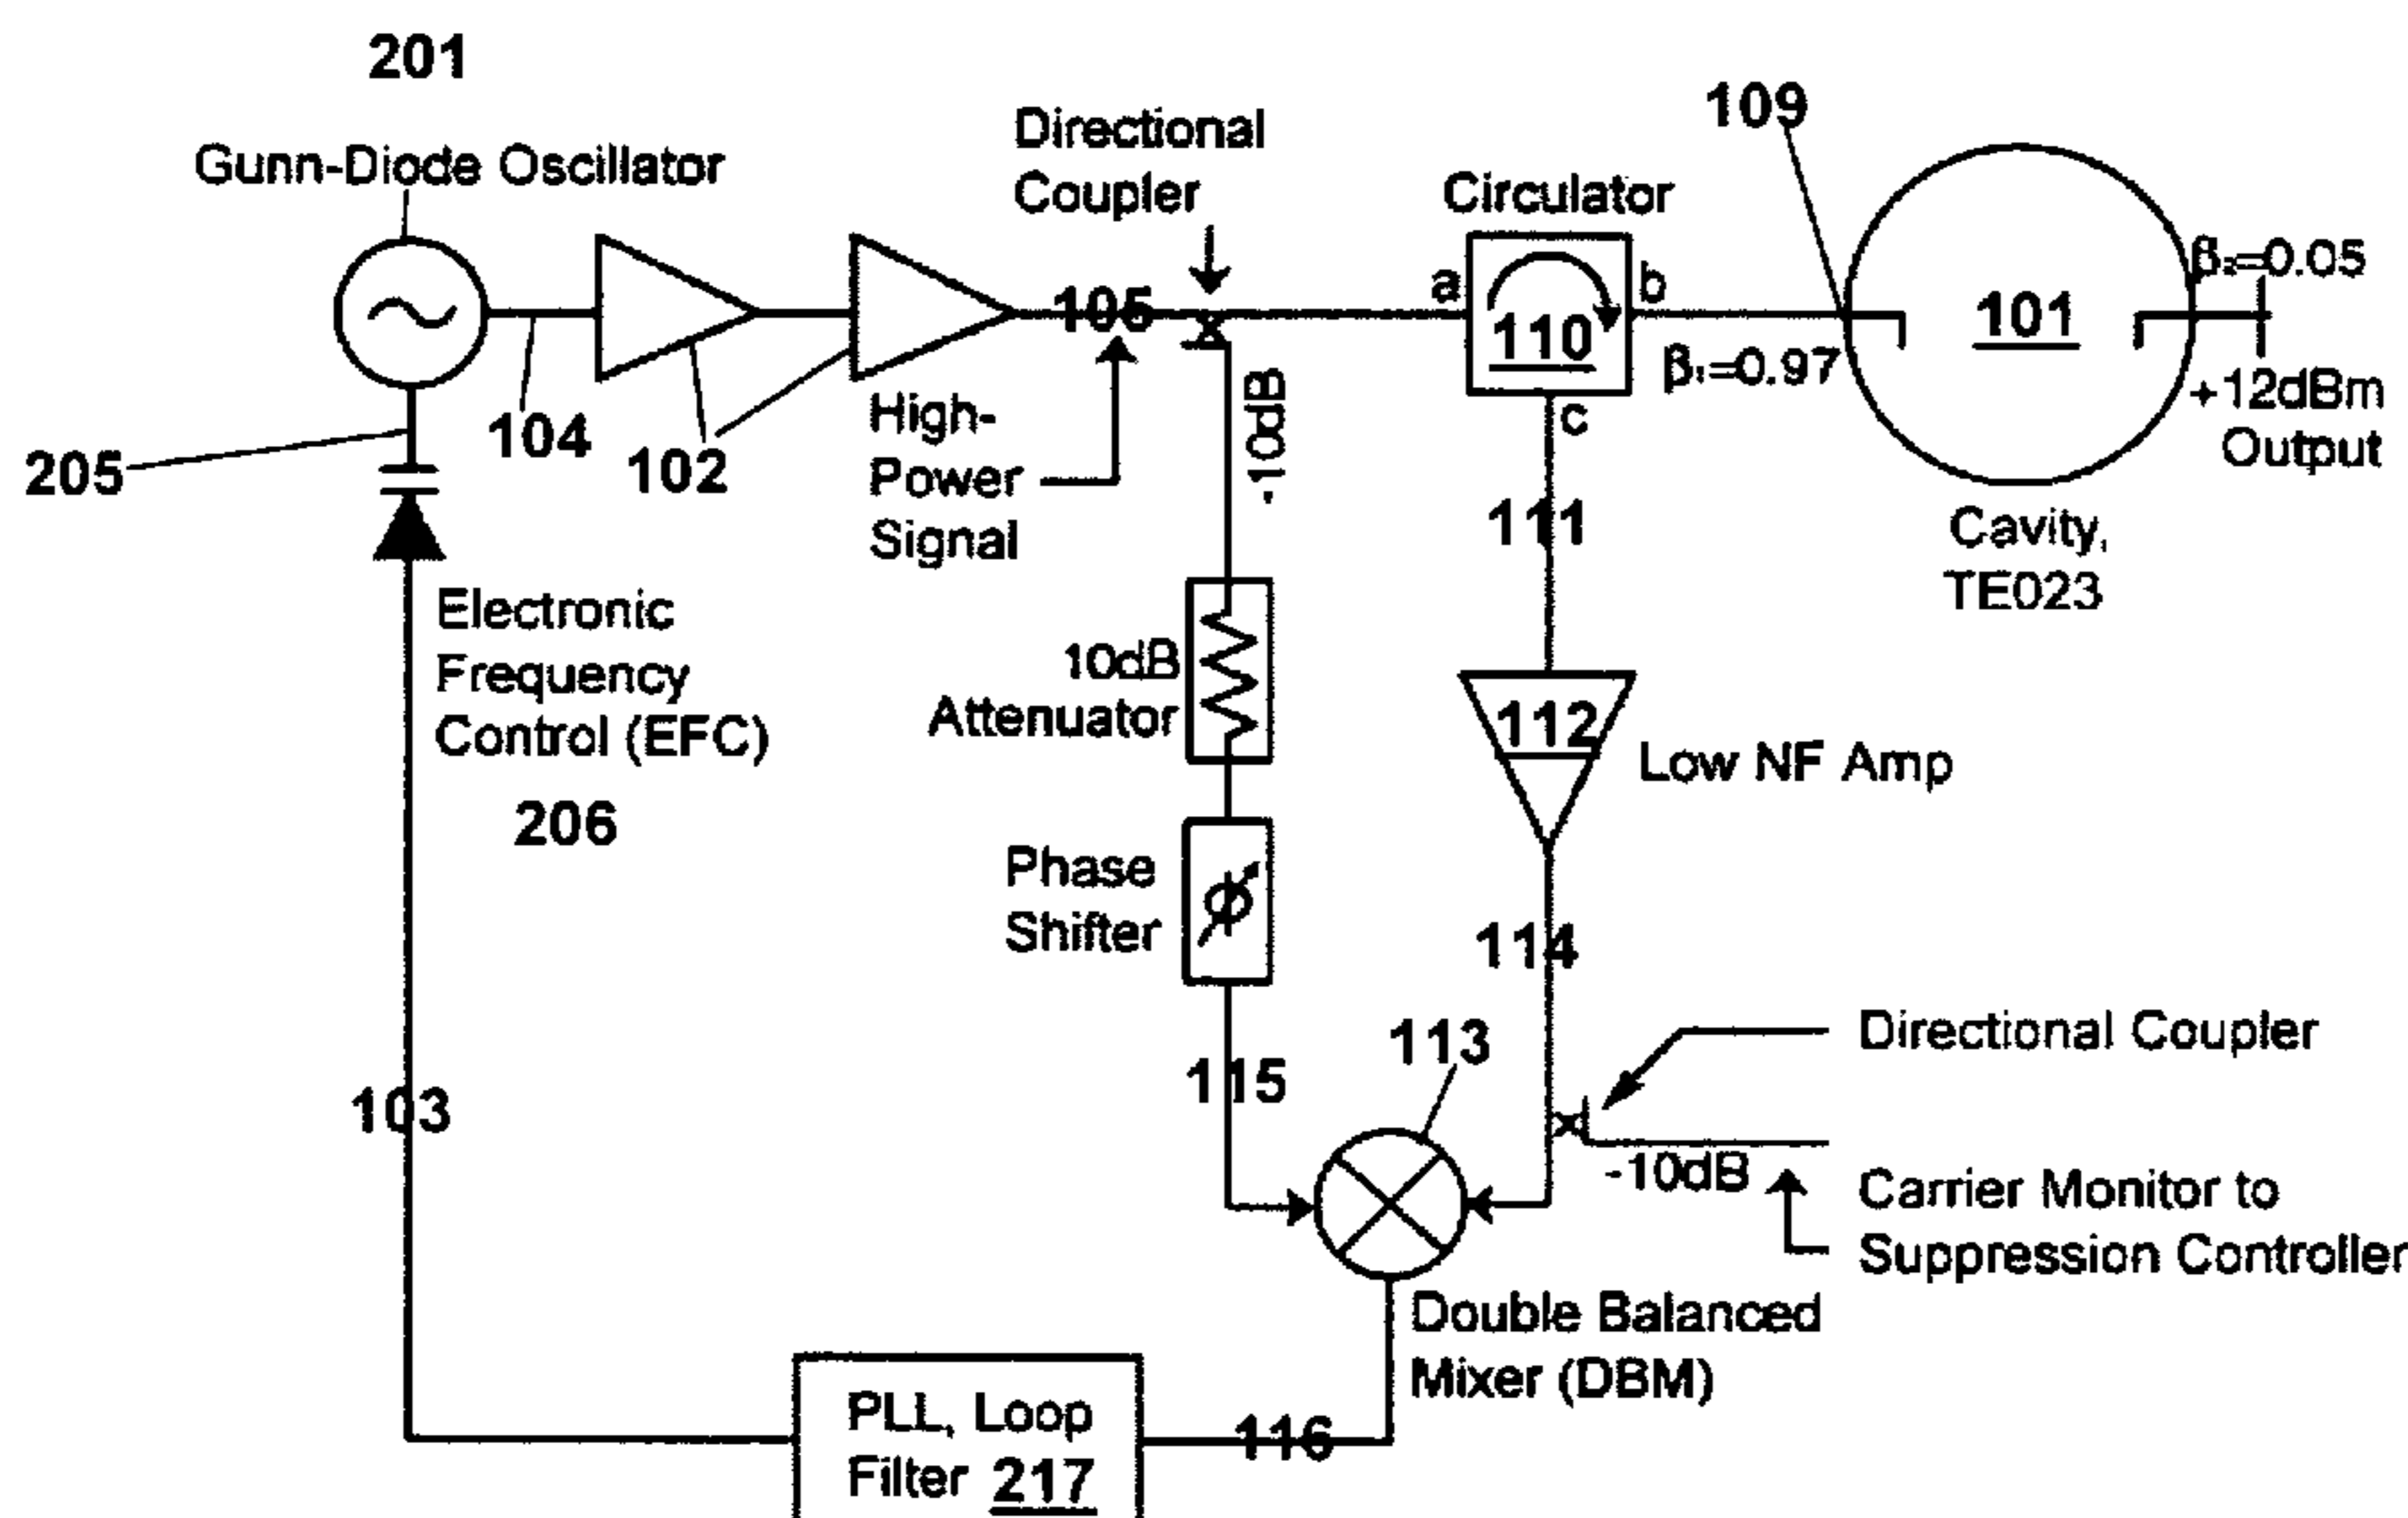 201
Gunn-Diode Oscillator
205
104
102
105
High-
Power
Signal
Directional
Coupler
-10dB
Circulator
a
b
c
110
109
β₁=0.97
101
β₂=0.05
+12dBm
Output
Cavity,
TE023
Electronic
Frequency
Control (EFC)
206
10dB
Attenuator
Phase
Shifter
ϕ
111
112
Low NF Amp
114
115
113
103
Directional Coupler
-10dB
Carrier Monitor to
Suppression Controller
Double Balanced
Mixer (DBM)
116
PLL, Loop
Filter 217